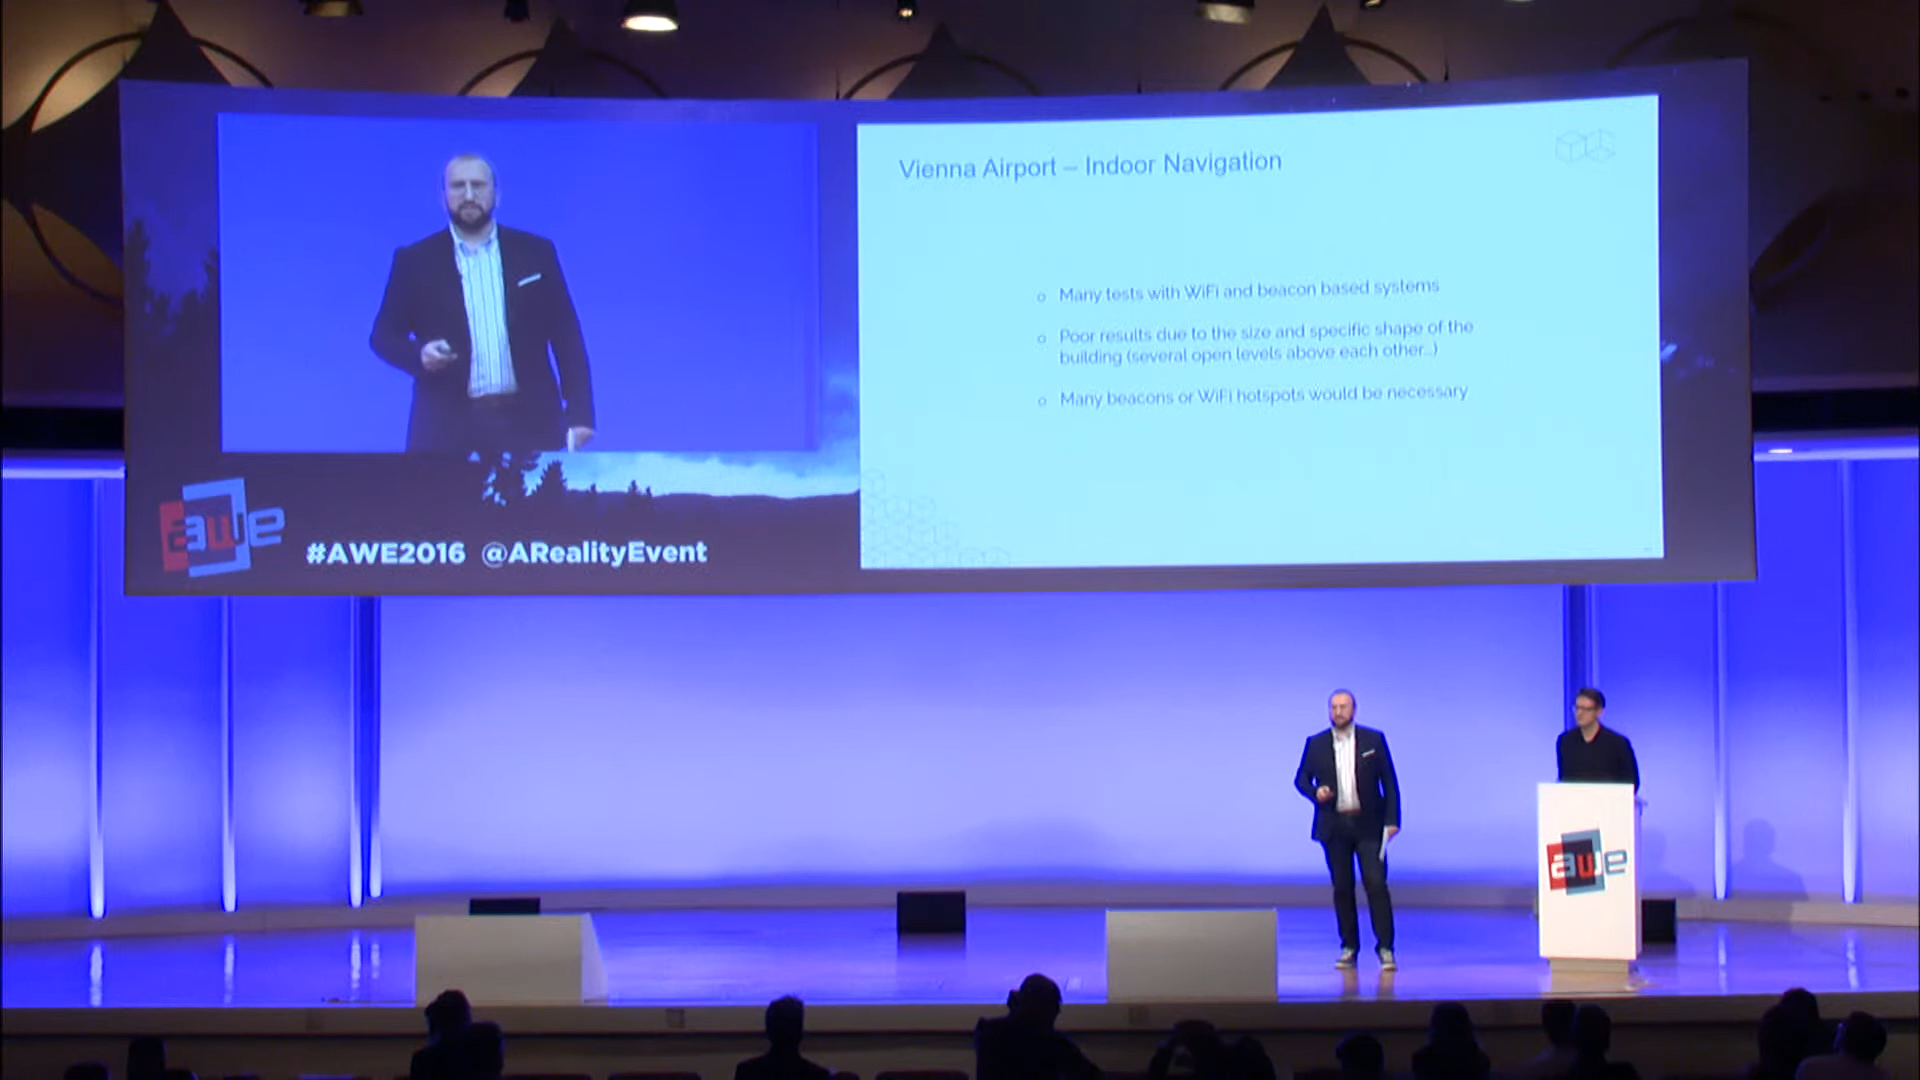 Vienna Airport – Indoor Navigation
o Many tests with WiFi and beacon based systems
o Poor results due to the size and specific shape of the
building (several open levels above each other...)
o Many beacons or WiFi hotspots would be necessary
awe
#AWE2016 @ARealityEvent
awe